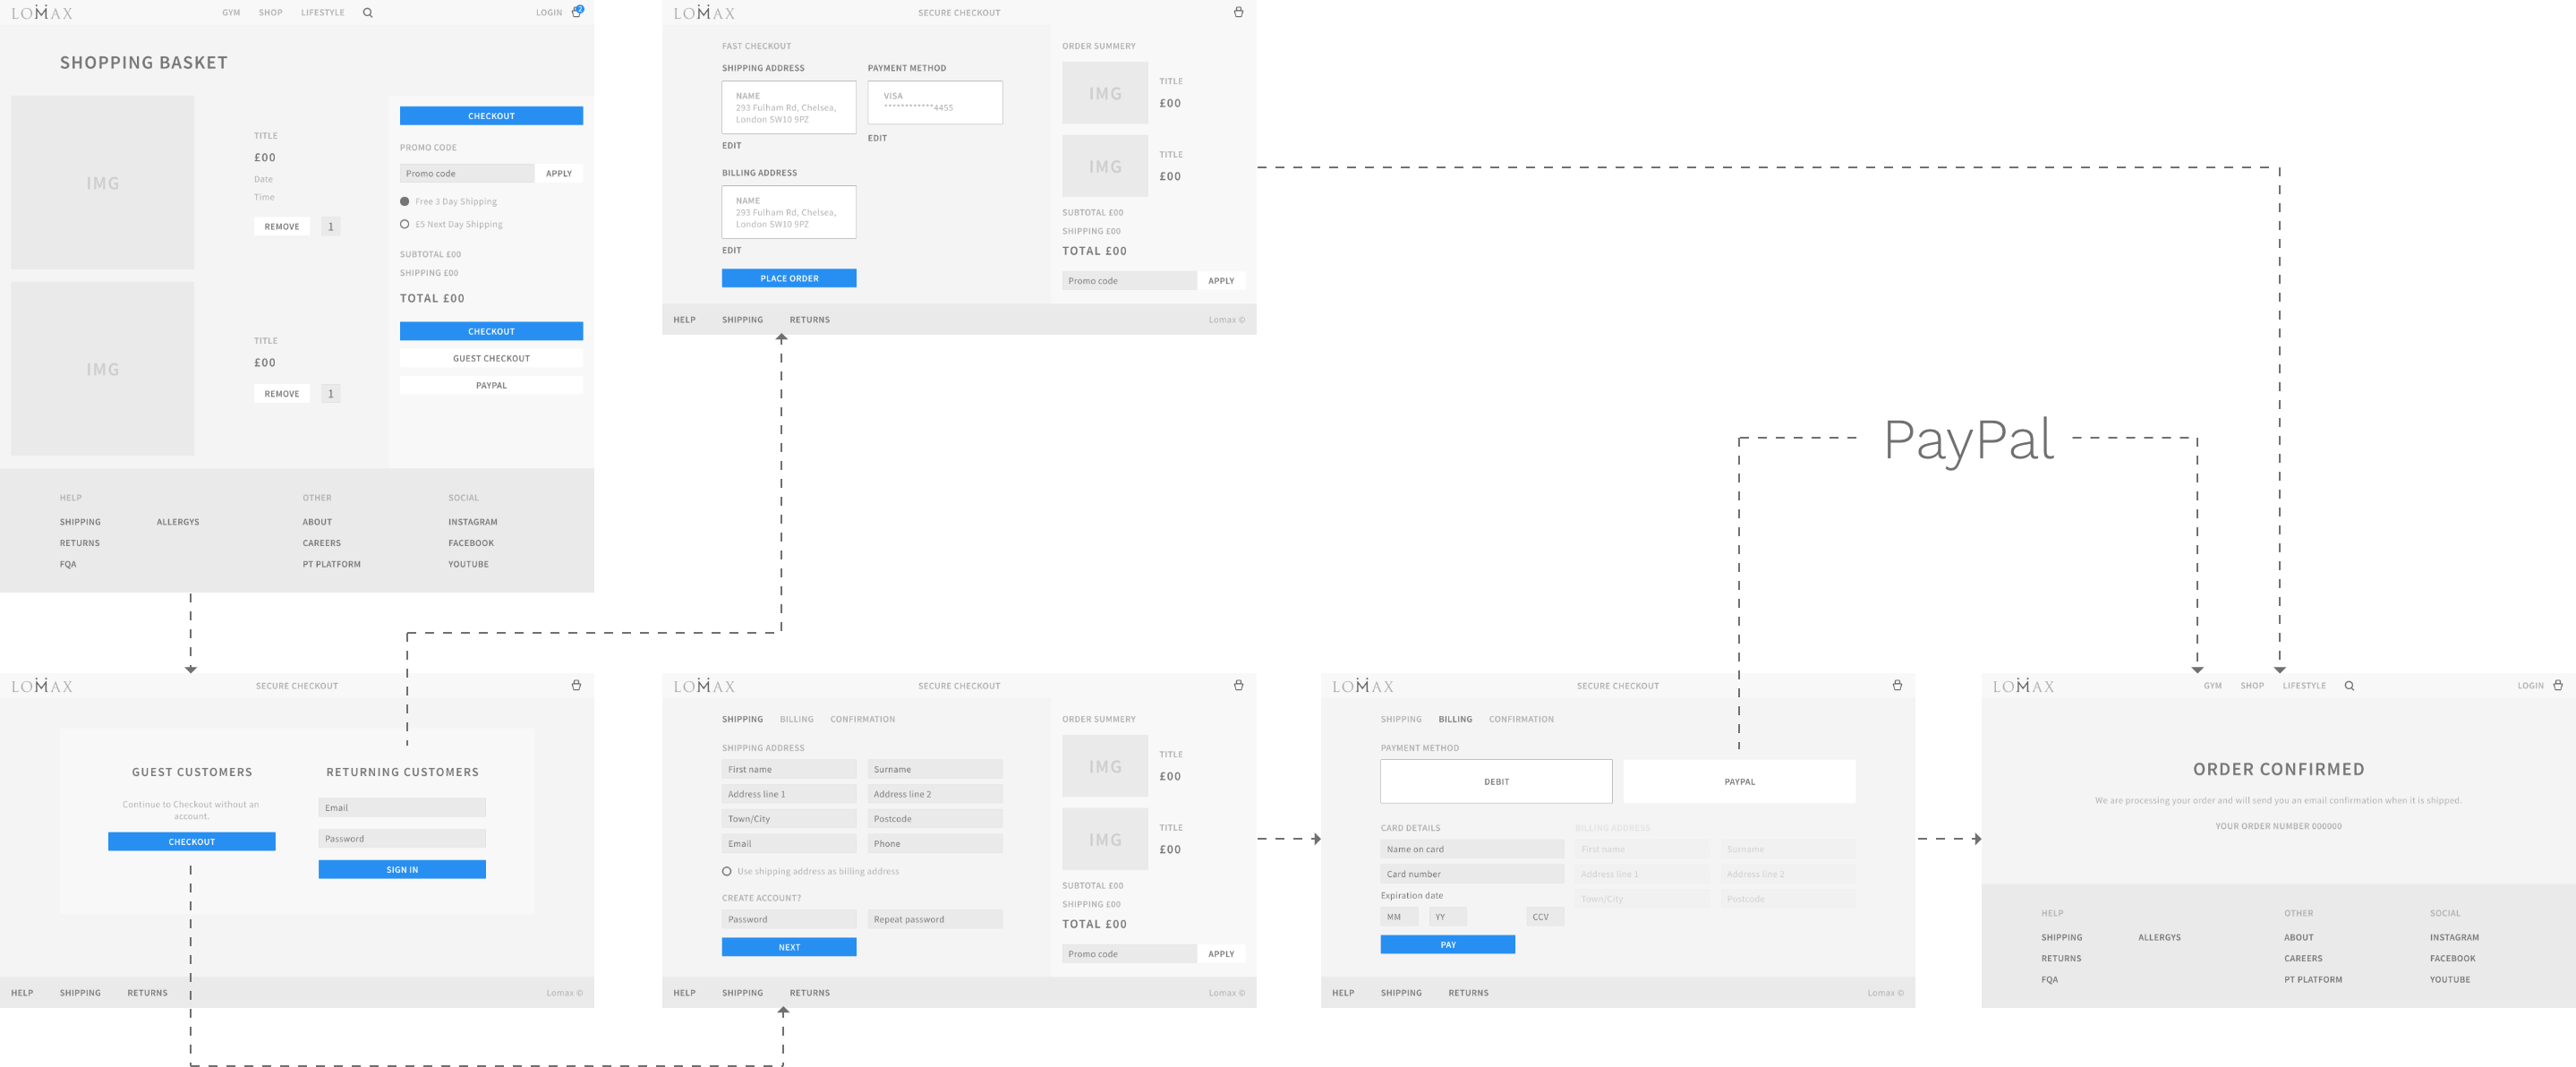 LOMAX
GYM SHOP LIFESTYLE
LOGIN 2
SHOPPING BASKET
IMG
TITLE
£00
Date
Time
REMOVE 1
IMG
TITLE
£00
REMOVE 1
CHECKOUT
PROMO CODE
Promo code APPLY
Free 3 Day Shipping
£5 Next Day Shipping
SUBTOTAL £00
SHIPPING £00
TOTAL £00
CHECKOUT
GUEST CHECKOUT
PAYPAL
HELP OTHER SOCIAL
SHIPPING ALLERGYS ABOUT INSTAGRAM
RETURNS CAREERS FACEBOOK
FQA PT PLATFORM YOUTUBE
LOMAX SECURE CHECKOUT
FAST CHECKOUT
SHIPPING ADDRESS
NAME
293 Fulham Rd, Chelsea,
London SW10 9PZ
EDIT
PAYMENT METHOD
VISA
************4455
EDIT
BILLING ADDRESS
NAME
293 Fulham Rd, Chelsea,
London SW10 9PZ
EDIT
PLACE ORDER
ORDER SUMMERY
IMG
TITLE
£00
IMG
TITLE
£00
SUBTOTAL £00
SHIPPING £00
TOTAL £00
Promo code APPLY
HELP SHIPPING RETURNS Lomax ©
PayPal
LOMAX SECURE CHECKOUT
GUEST CUSTOMERS
Continue to Checkout without an
account.
CHECKOUT
RETURNING CUSTOMERS
Email
Password
SIGN IN
HELP SHIPPING RETURNS Lomax ©
LOMAX SECURE CHECKOUT
SHIPPING BILLING CONFIRMATION
SHIPPING ADDRESS
First name Surname
Address line 1 Address line 2
Town/City Postcode
Email Phone
Use shipping address as billing address
CREATE ACCOUNT?
Password Repeat password
NEXT
ORDER SUMMERY
IMG
TITLE
£00
IMG
TITLE
£00
SUBTOTAL £00
SHIPPING £00
TOTAL £00
Promo code APPLY
HELP SHIPPING RETURNS Lomax ©
LOMAX SECURE CHECKOUT
SHIPPING BILLING CONFIRMATION
PAYMENT METHOD
DEBIT PAYPAL
CARD DETAILS
Name on card
Card number
Expiration date
MM YY CCV
PAY
BILLING ADDRESS
First name Surname
Address line 1 Address line 2
Town/City Postcode
HELP SHIPPING RETURNS Lomax ©
LOMAX
GYM SHOP LIFESTYLE
LOGIN
ORDER CONFIRMED
We are processing your order and will send you an email confirmation when it is shipped.
YOUR ORDER NUMBER 000000
HELP OTHER SOCIAL
SHIPPING ALLERGYS ABOUT INSTAGRAM
RETURNS CAREERS FACEBOOK
FQA PT PLATFORM YOUTUBE